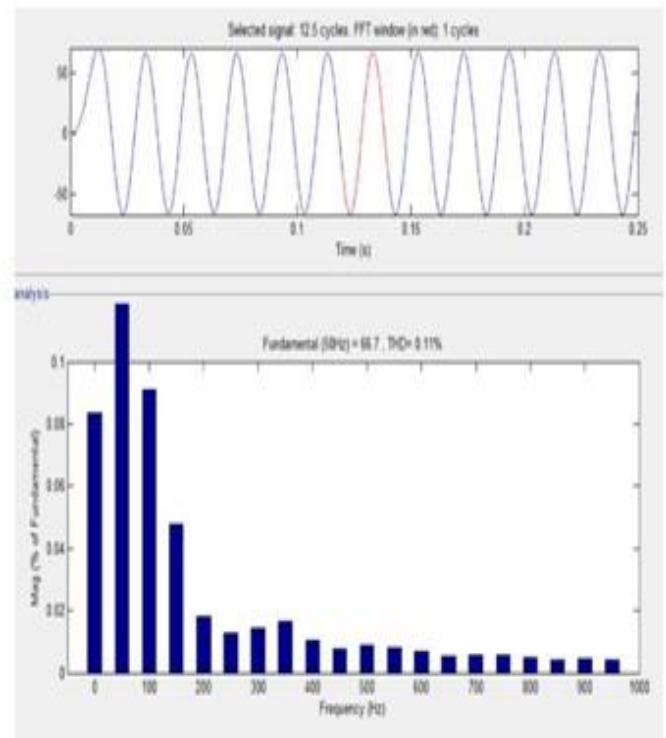 Selected signal: 12.5 cycles. FFT window (in red): 1 cycles
50
0
-50
0 0.05 0.1 0.15 0.2 0.25
Time (s)
analysis
Fundamental (50Hz) = 66.7 , THD= 0.11%
0.1
0.08
0.06
0.04
0.02
0
Mag (% of Fundamental)
0 100 200 300 400 500 600 700 800 900 1000
Frequency (Hz)